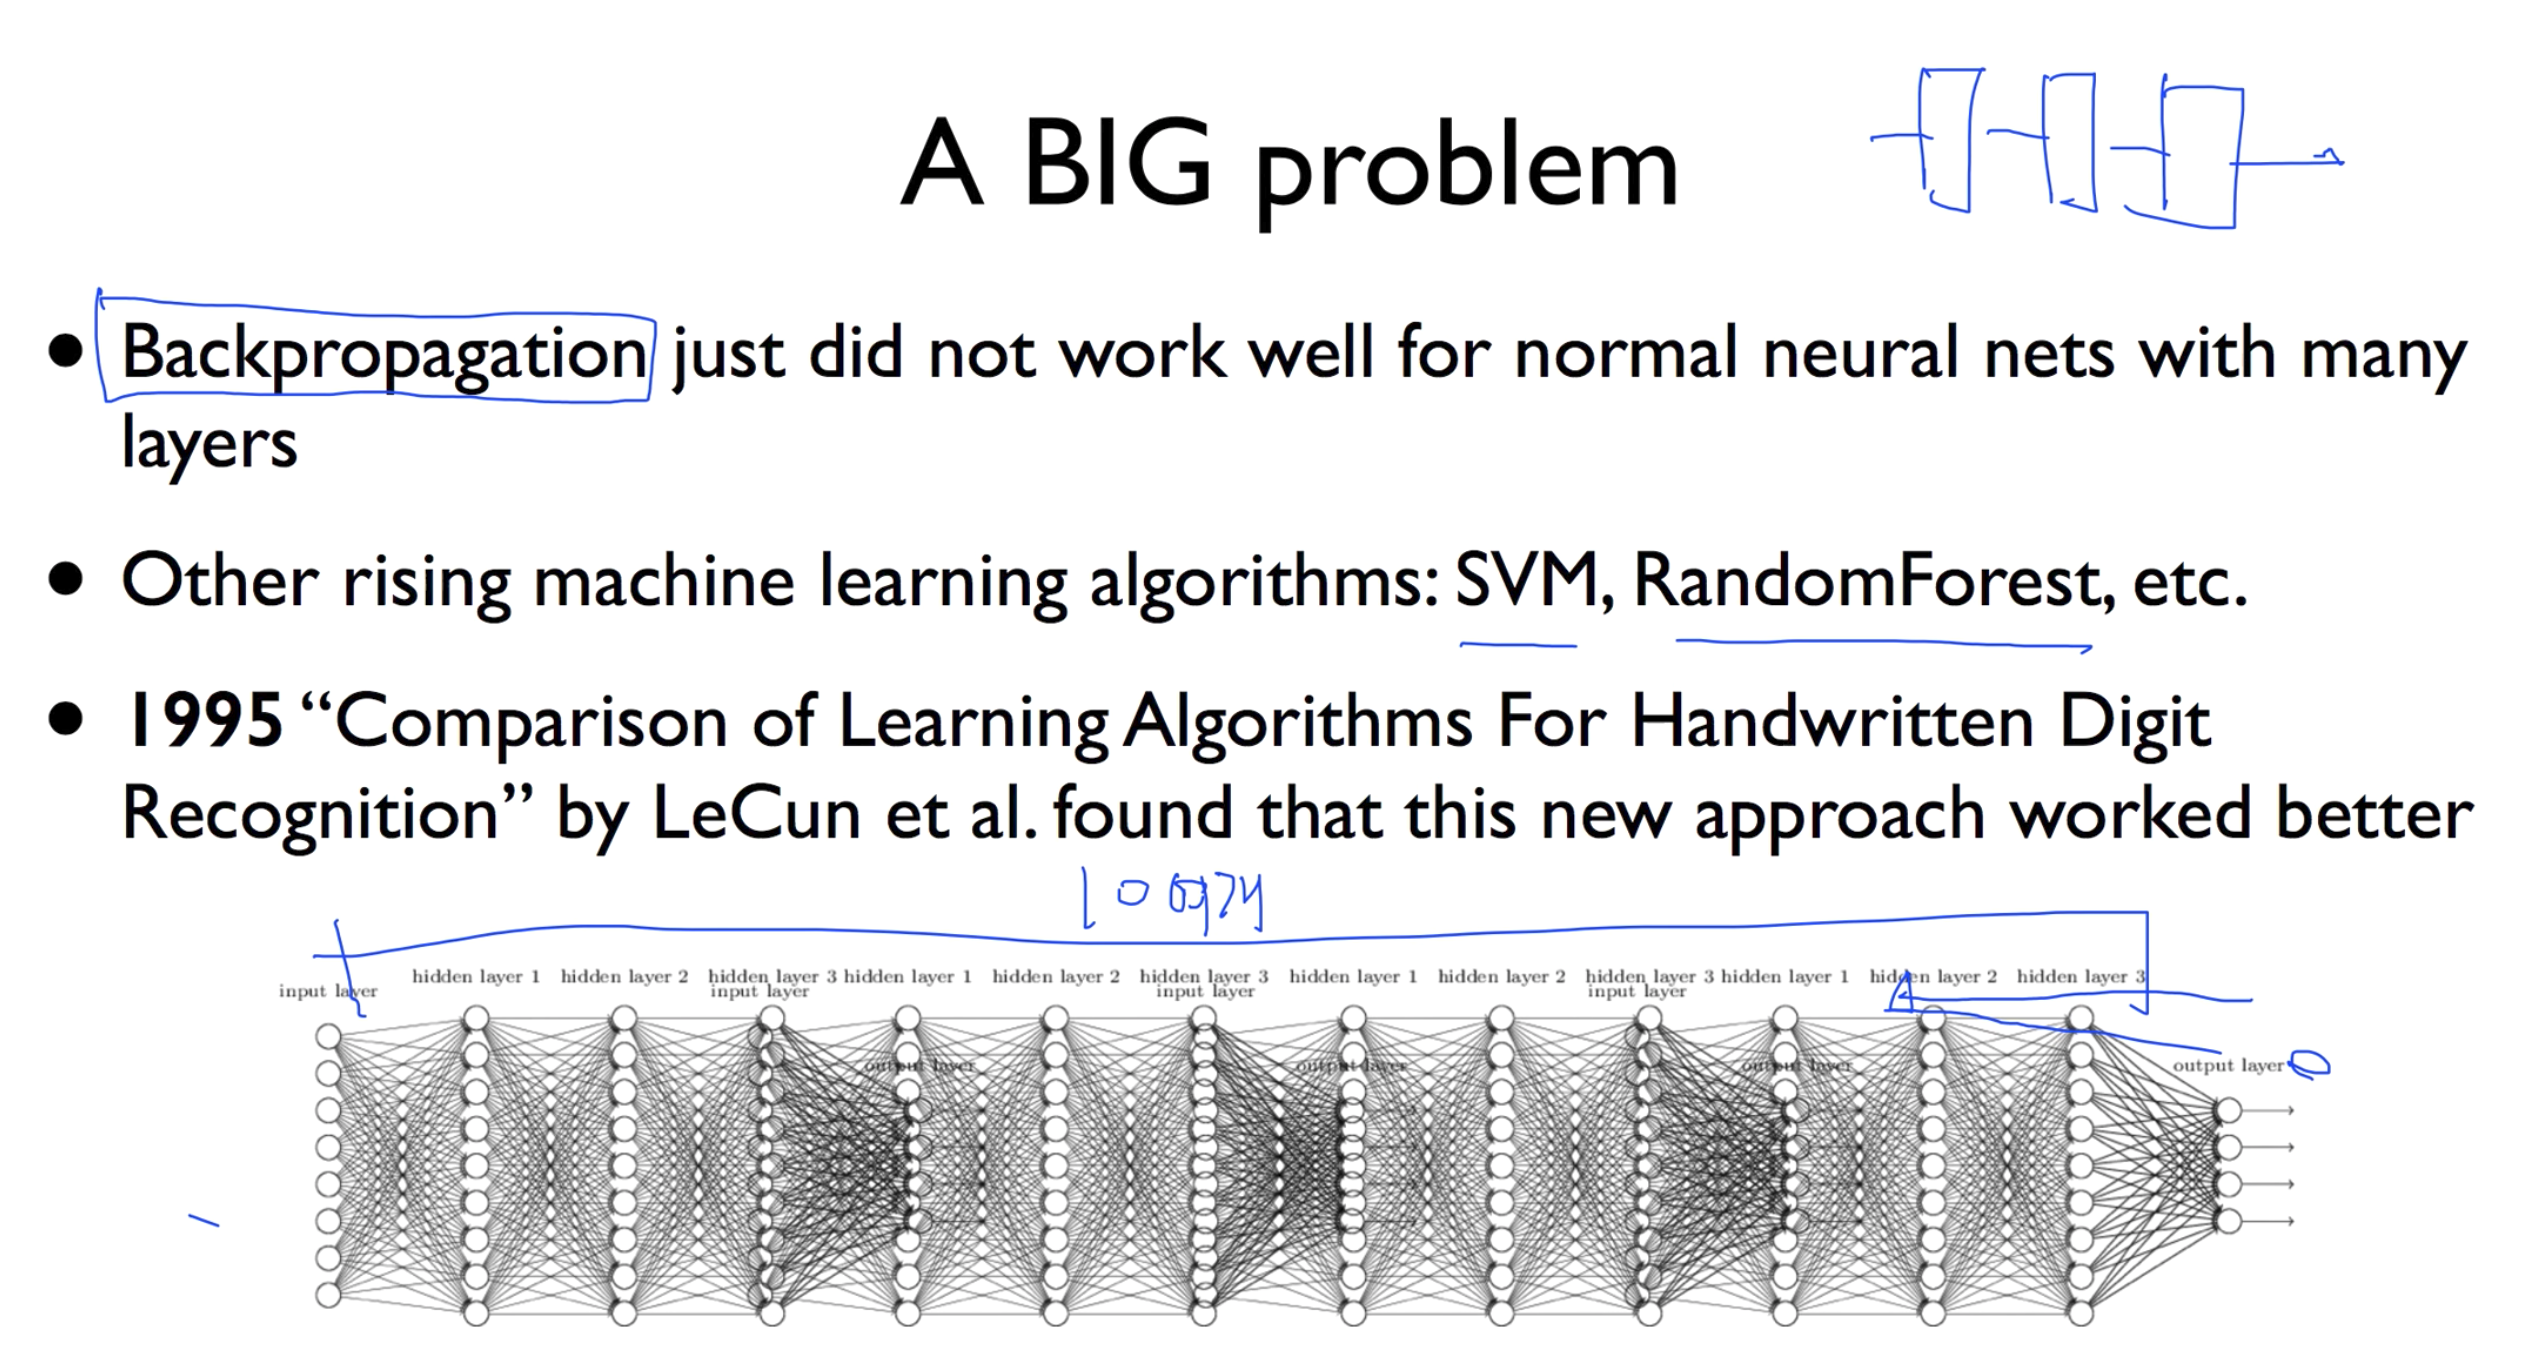 A BIG problem
• Backpropagation just did not work well for normal neural nets with many
layers
• Other rising machine learning algorithms: SVM, RandomForest, etc.
• 1995 “Comparison of Learning Algorithms For Handwritten Digit
Recognition” by LeCun et al. found that this new approach worked better
hidden layer 1 hidden layer 2 hidden layer 3 hidden layer 1 hidden layer 2 hidden layer 3 hidden layer 1 hidden layer 2 hidden layer 3 hidden layer 1 hidden layer 2 hidden layer 3
input layer input layer input layer input layer
output layer output layer output layer output layer